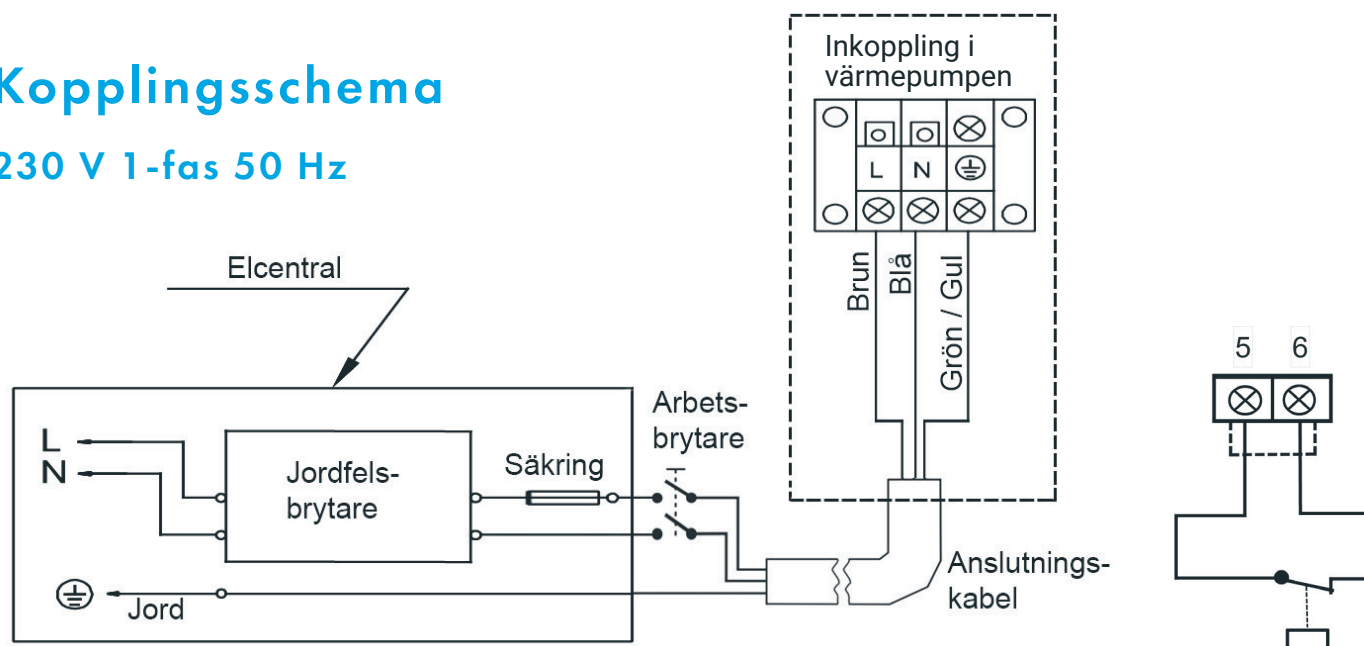 Kopplingsschema
230 V 1-fas 50 Hz
Inkoppling i
värmepumpen
L N
Brun
Blå
Grön / Gul
Elcentral
L
N
Jordfels-
brytare
Säkring
Arbets-
brytare
Jord
Anslutnings-
kabel
5 6